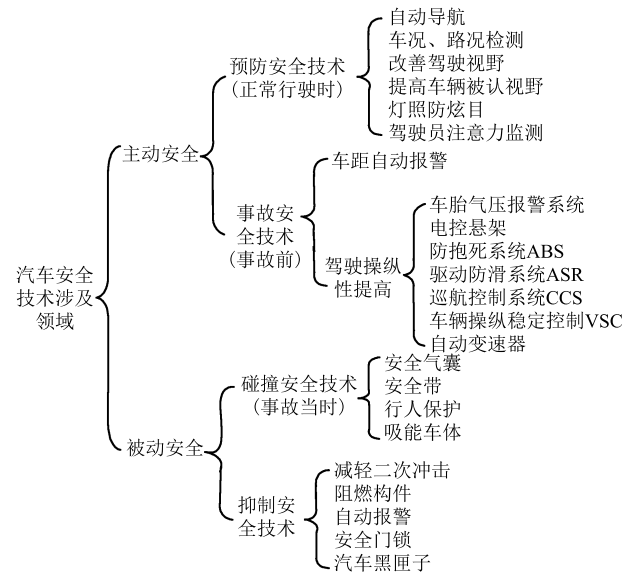 自动导航
车况、路况检测
改善驾驶视野
提高车辆被认视野
灯照防炫目
驾驶员注意力监测
预防安全技术
(正常行驶时)
主动安全
车距自动报警
事故安
全技术
(事故前)
车胎气压报警系统
电控悬架
防抱死系统ABS
驱动防滑系统ASR
巡航控制系统CCS
车辆操纵稳定控制VSC
自动变速器
驾驶操纵
性提高
汽车安全
技术涉及
领域
碰撞安全技术
(事故当时)
安全气囊
安全带
行人保护
吸能车体
被动安全
抑制安
全技术
减轻二次冲击
阻燃构件
自动报警
安全门锁
汽车黑匣子